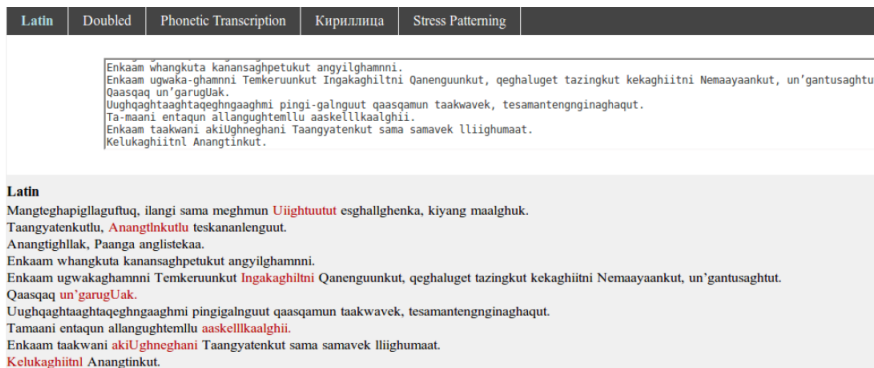 Latin Doubled Phonetic Transcription Кириллица Stress Patterning
Enkaam whangkuta kanansaghpetukut angyilghamnni.
Enkaam ugwaka-ghamnni Temkeruunkut Ingakaghiltni Qanenguunkut, qeghaluget tazingkut kekaghiitni Nemaayaankut, un’gantusaghtu
Qaasqaq un’garugUak.
Uughqaghtaaghtaqeghngaaghmi pingi-galnguut qaasqamun taakwavek, tesamantengnginaghaqut.
Ta-maani entaqun allangughtemllu aaskelllkaalghii.
Enkaam taakwani akiUghneghani Taangyatenkut sama samavek lliighumaat.
Kelukaghiitnl Anangtinkut.
Latin
Mangteghapigllaguftuq, ilangi sama meghmun Uiightuutut esghallghenka, kiyang maalghuk.
Taangyatenkutlu, Anangtlnkutlu teskananlenguut.
Anangtighllak, Paanga anglistekaa.
Enkaam whangkuta kanansaghpetukut angyilghamnni.
Enkaam ugwakaghamnni Temkeruunkut Ingakaghiltni Qanenguunkut, qeghaluget tazingkut kekaghiitni Nemaayaankut, un’gantusaghtut.
Qaasqaq un’garugUak.
Uughqaghtaaghtaqeghngaaghmi pingigalnguut qaasqamun taakwavek, tesamantengnginaghaqut.
Tamaani entaqun allangughtemllu aaskelllkaalghii.
Enkaam taakwani akiUghneghani Taangyatenkut sama samavek lliighumaat.
Kelukaghiitnl Anangtinkut.